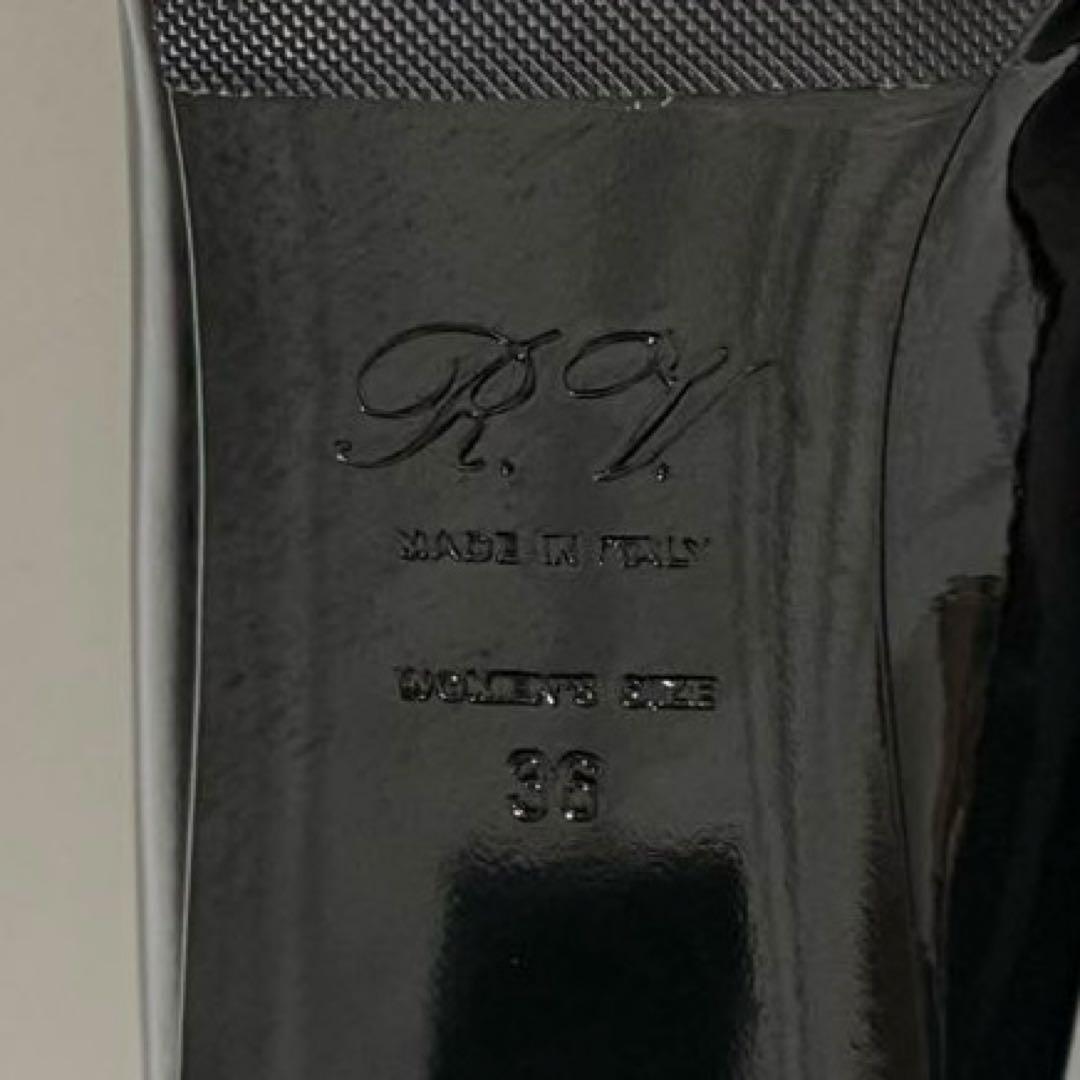 R.V.
MADE IN ITALY
WOMEN'S SIZE
36